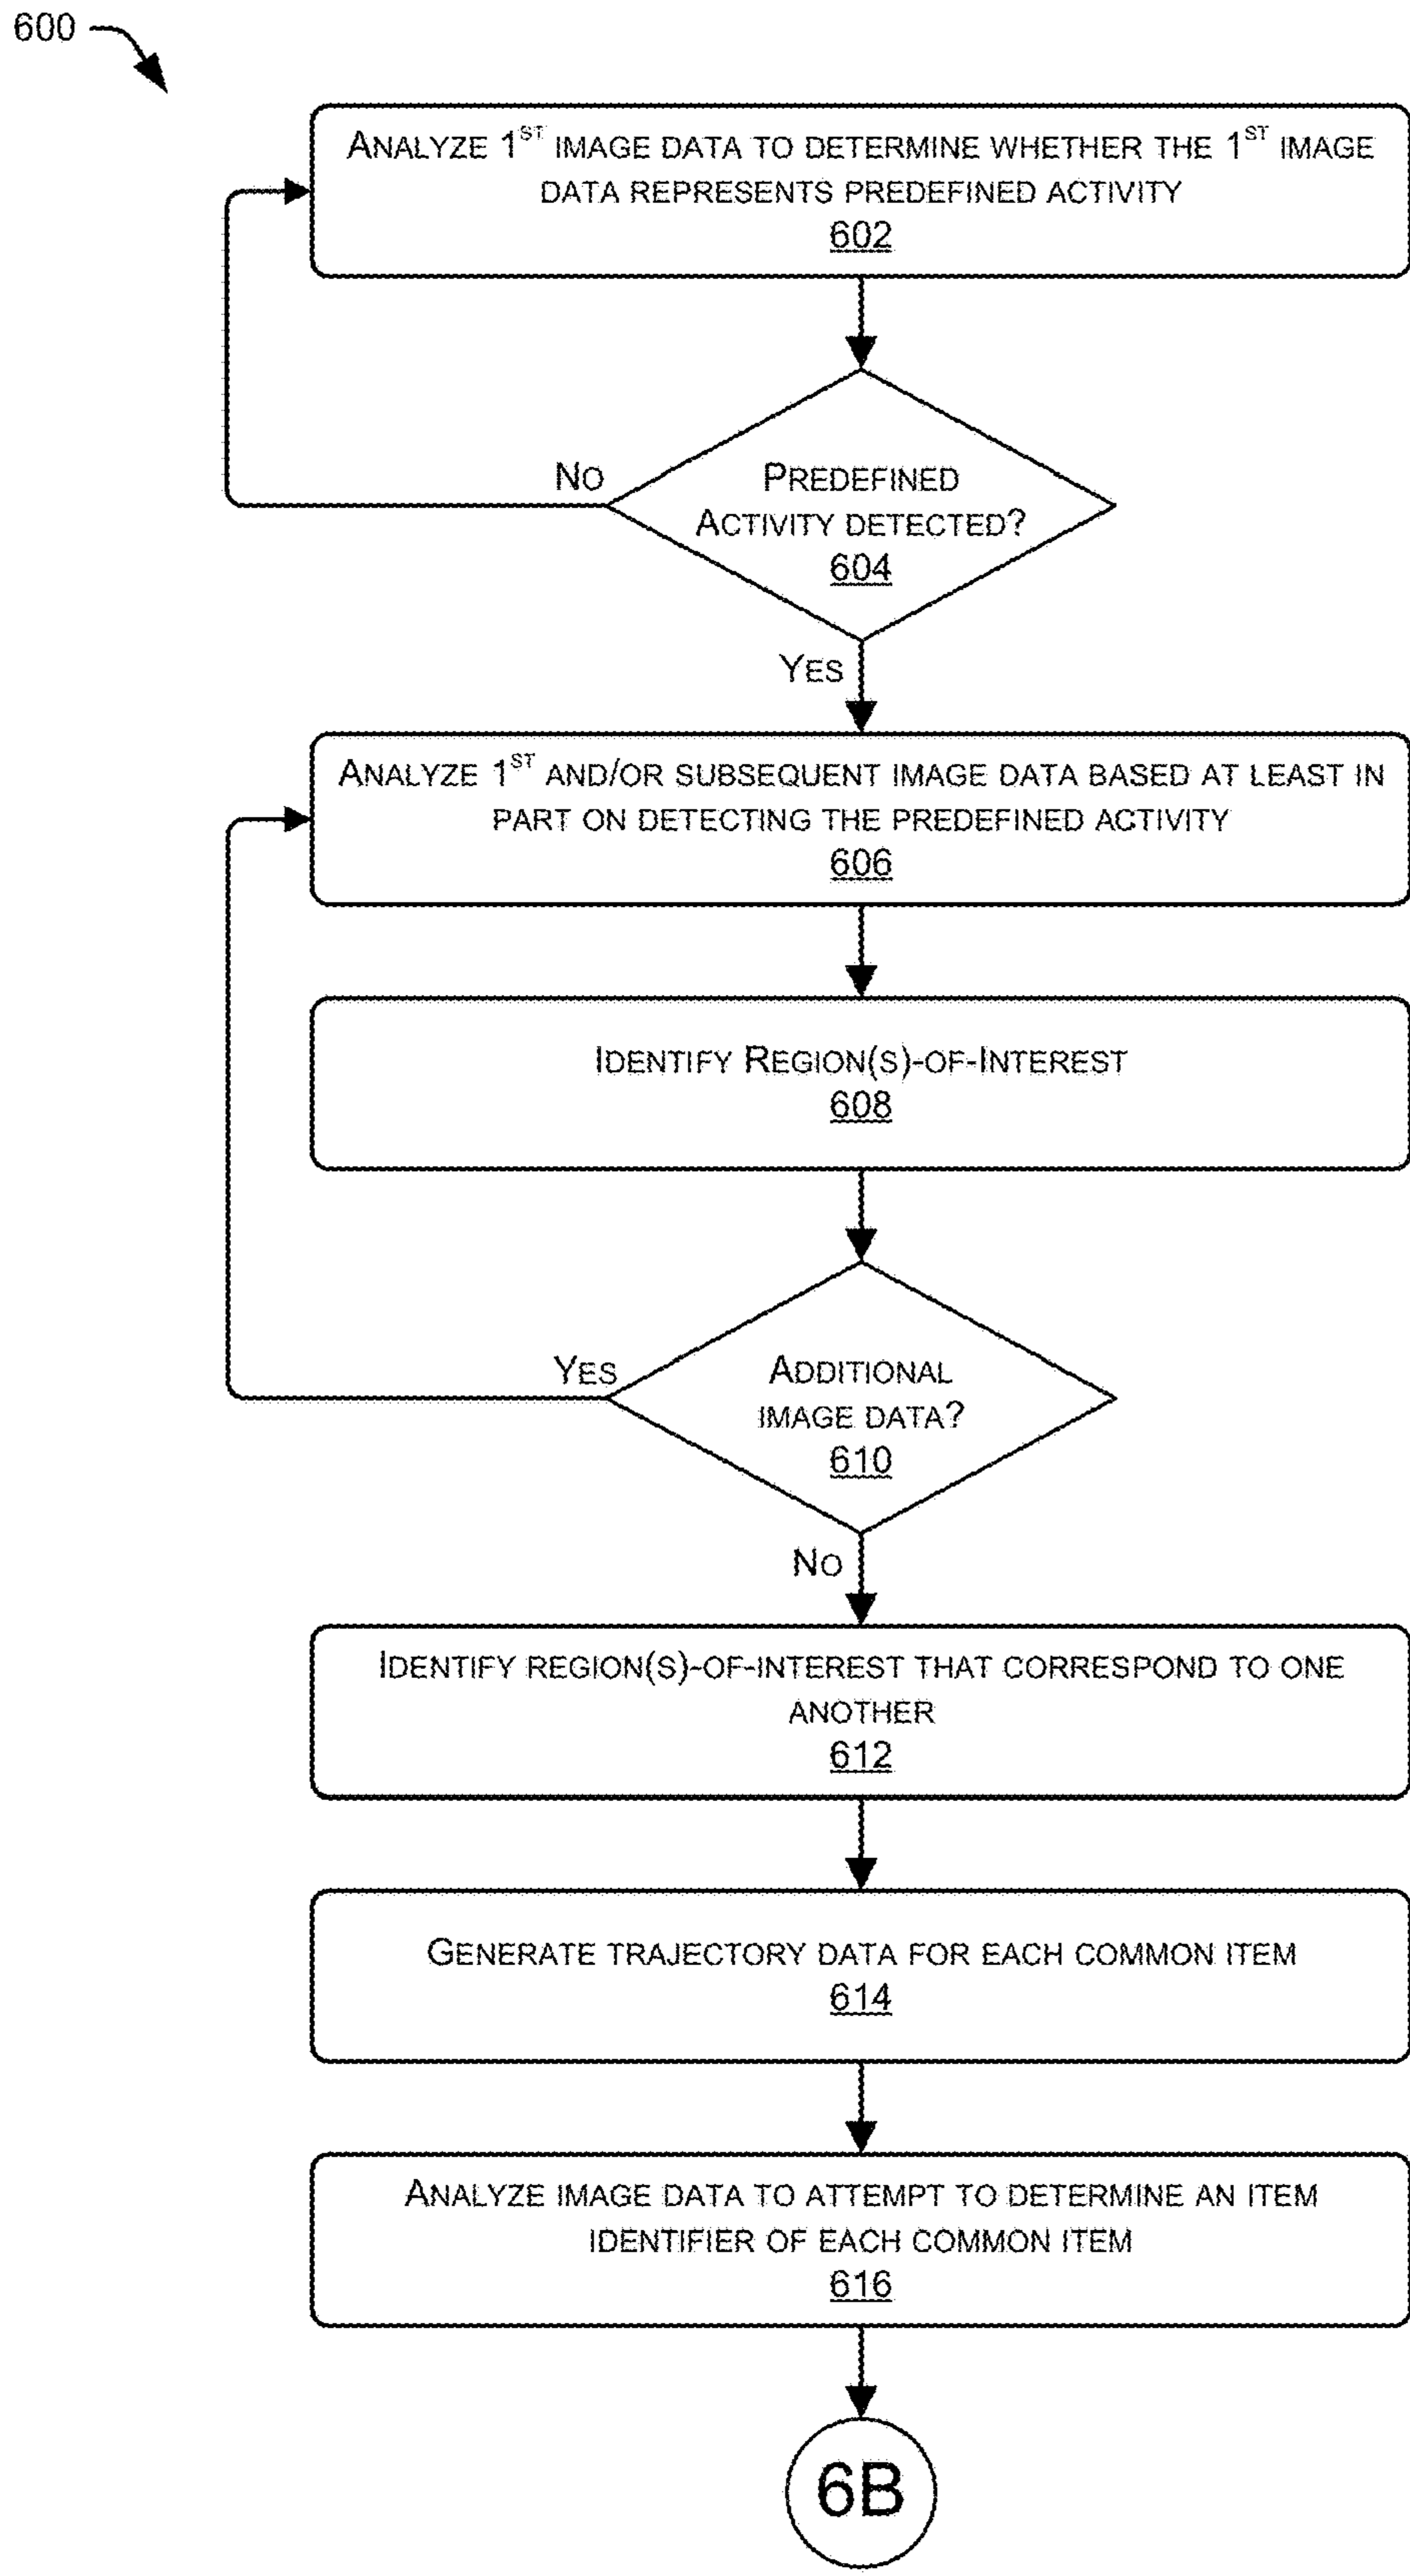 600
ANALYZE 1ST IMAGE DATA TO DETERMINE WHETHER THE 1ST IMAGE
DATA REPRESENTS PREDEFINED ACTIVITY
602
NO
PREDEFINED
ACTIVITY DETECTED?
604
YES
ANALYZE 1ST AND/OR SUBSEQUENT IMAGE DATA BASED AT LEAST IN
PART ON DETECTING THE PREDEFINED ACTIVITY
606
IDENTIFY REGION(S)-OF-INTEREST
608
YES
ADDITIONAL
IMAGE DATA?
610
NO
IDENTIFY REGION(S)-OF-INTEREST THAT CORRESPOND TO ONE
ANOTHER
612
GENERATE TRAJECTORY DATA FOR EACH COMMON ITEM
614
ANALYZE IMAGE DATA TO ATTEMPT TO DETERMINE AN ITEM
IDENTIFIER OF EACH COMMON ITEM
616
6B